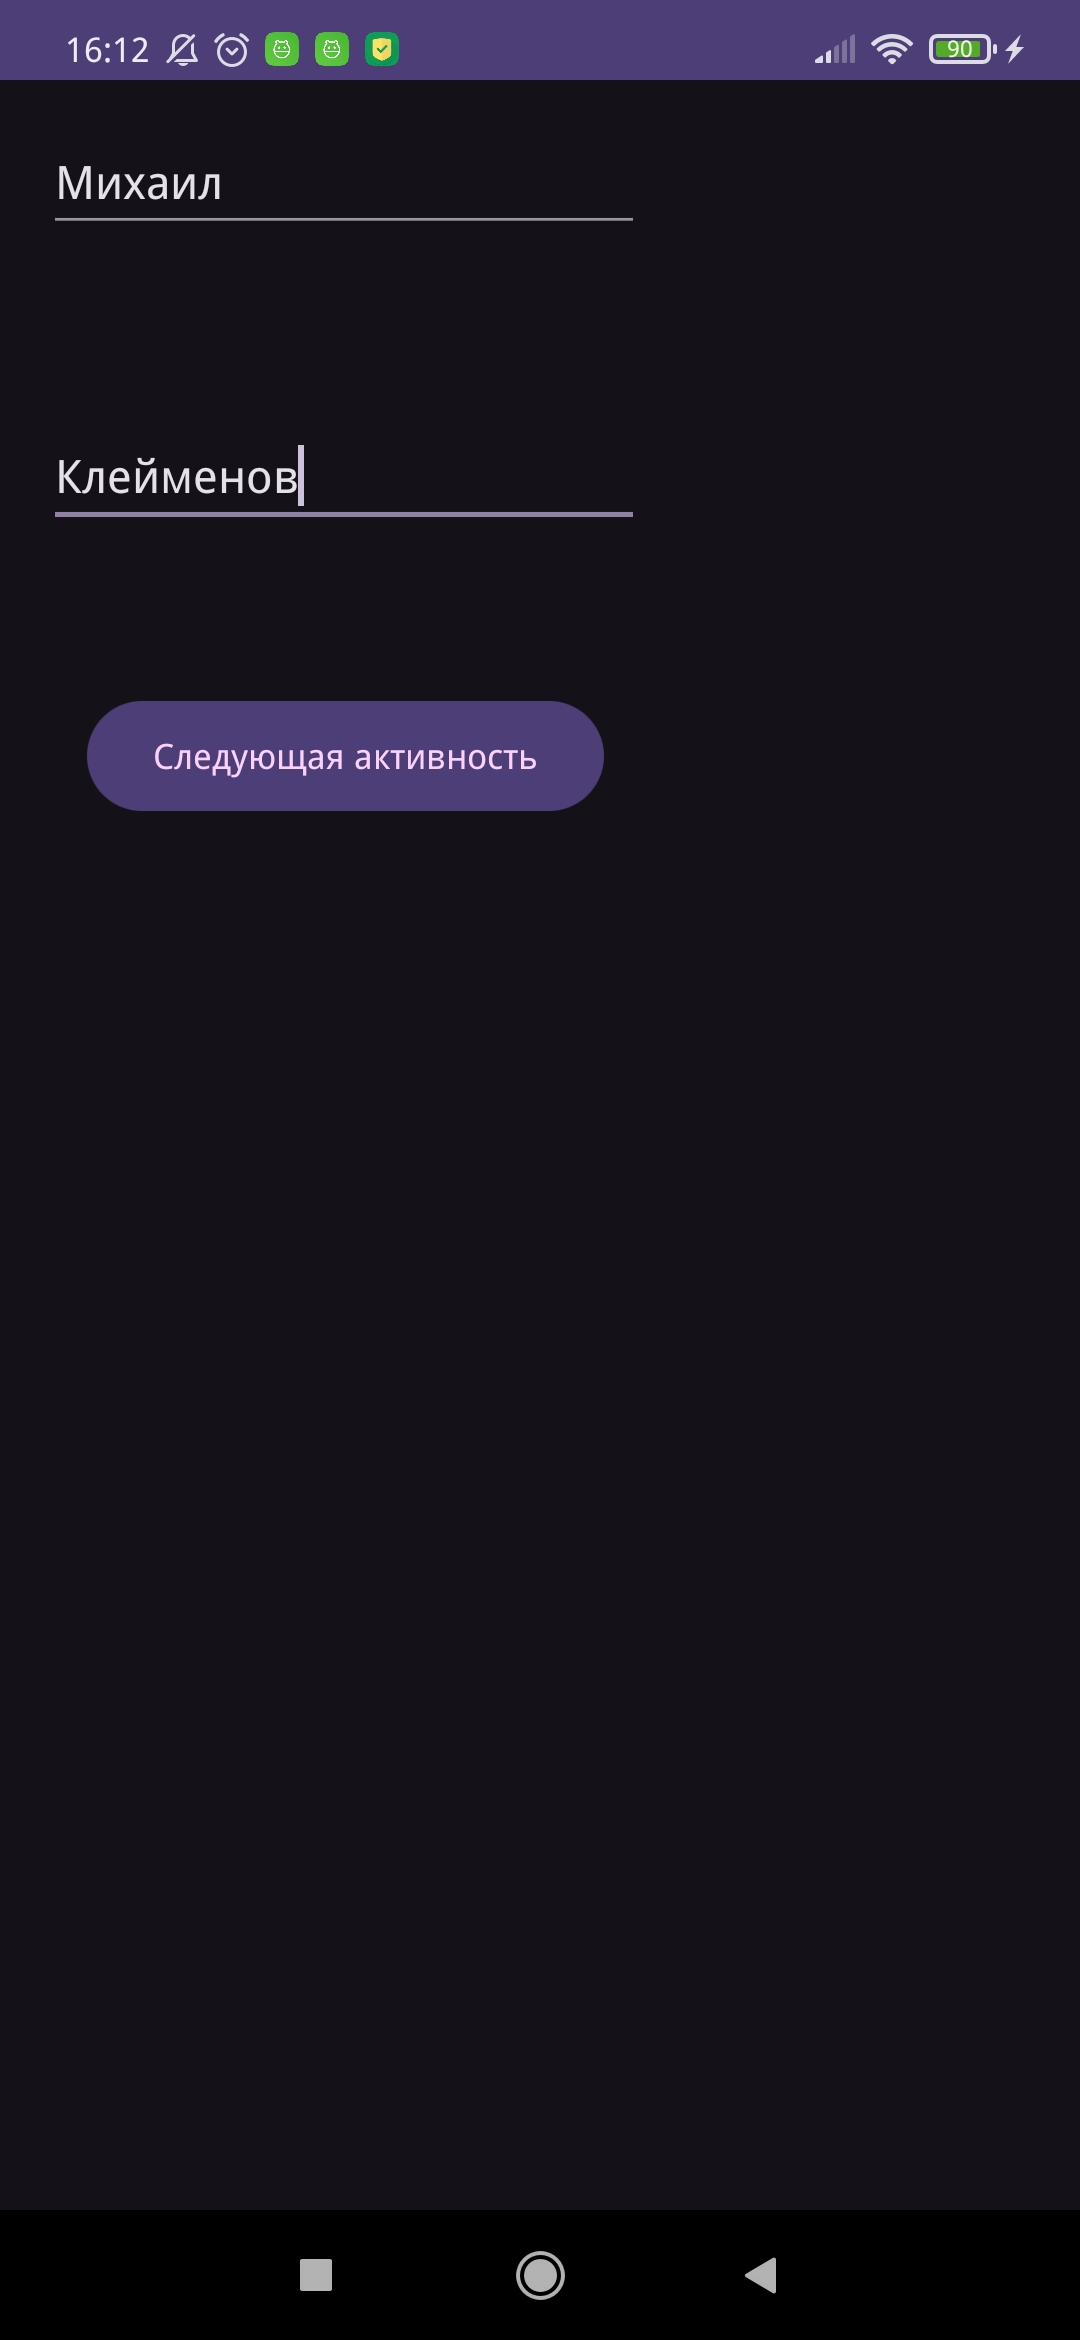 16:12
90
Михаил
Клейменов
Следующая активность